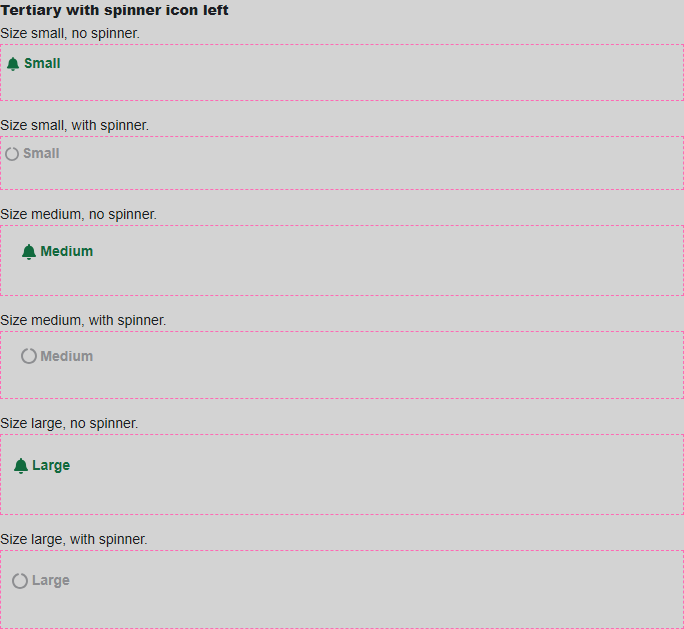 Tertiary with spinner icon left
Size small, no spinner.
Small
Size small, with spinner.
Small
Size medium, no spinner.
Medium
Size medium, with spinner.
Medium
Size large, no spinner.
Large
Size large, with spinner.
Large